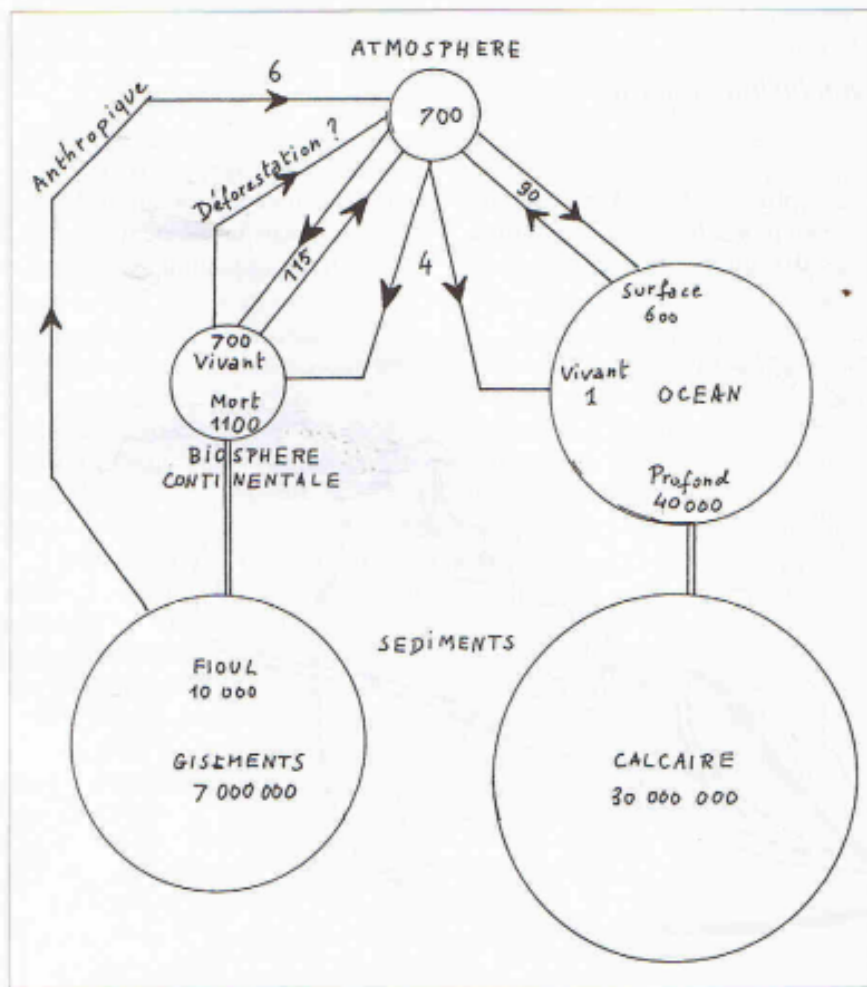 ATMOSPHERE
6
700
Anthropique
Déforestation ?
90
115
4
700
Vivant
Mort
1100
BIOSPHÈRE
CONTINENTALE
Surface
600
Vivant
1
OCEAN
Profond
40 000
SEDIMENTS
FIOUL
10 000
GISEMENTS
7 000 000
CALCAIRE
30 000 000